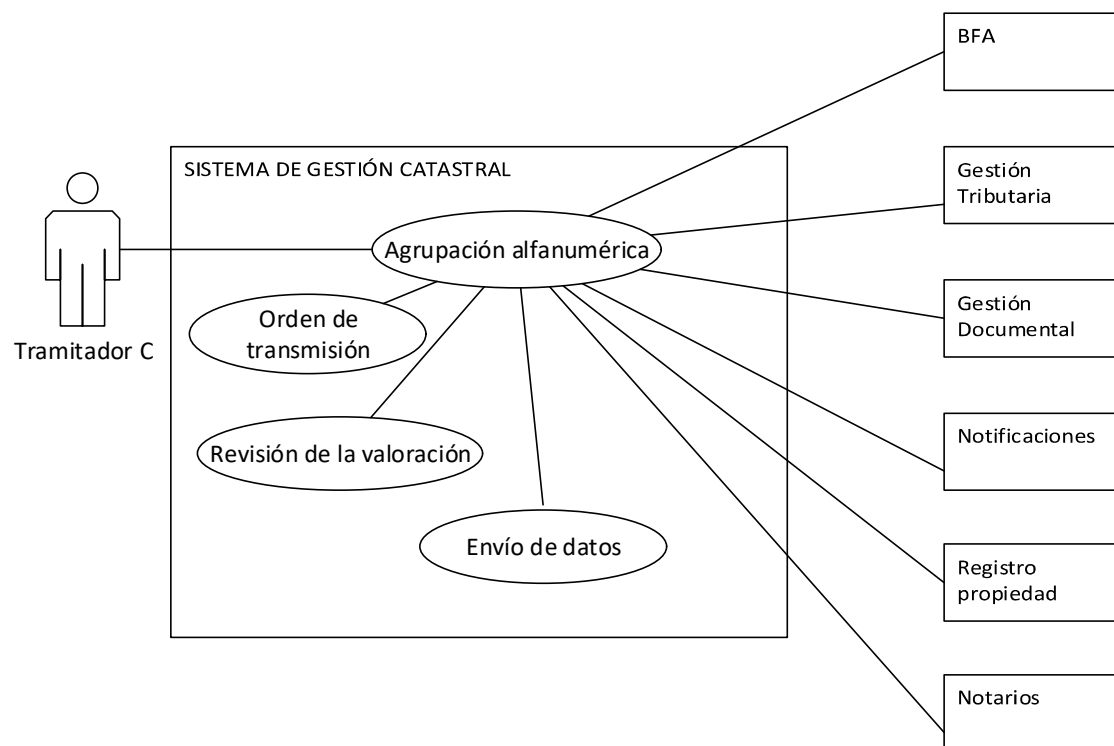 BFA
SISTEMA DE GESTIÓN CATASTRAL
Gestión
Tributaria
Agrupación alfanumérica
Gestión
Documental
Orden de
transmisión
Tramitador C
Notificaciones
Revisión de la valoración
Envío de datos
Registro
propiedad
Notarios